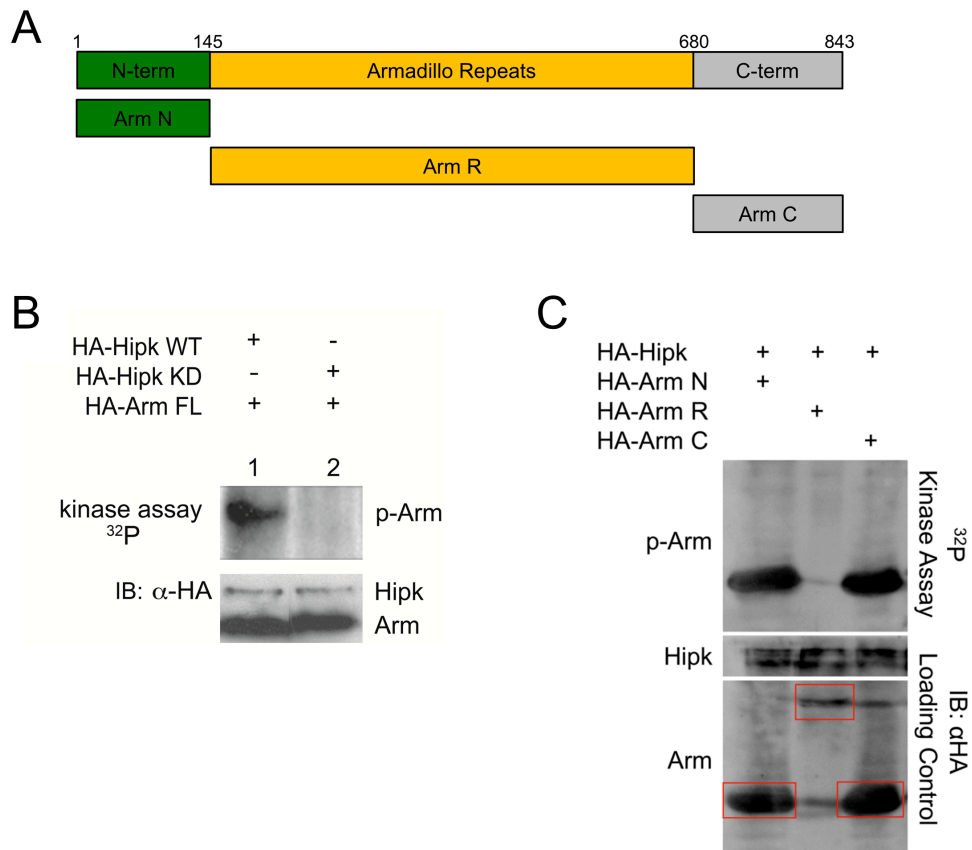 A
1 145 680 843
N-term Armadillo Repeats C-term
Arm N
Arm R
Arm C
B
HA-Hipk WT + -
HA-Hipk KD - +
HA-Arm FL + +
1 2
kinase assay
32P
p-Arm
IB: α-HA
Hipk
Arm
C
HA-Hipk + + +
HA-Arm N +
HA-Arm R +
HA-Arm C +
p-Arm
32P
Kinase Assay
Hipk
Arm
IB: αHA
Loading Control